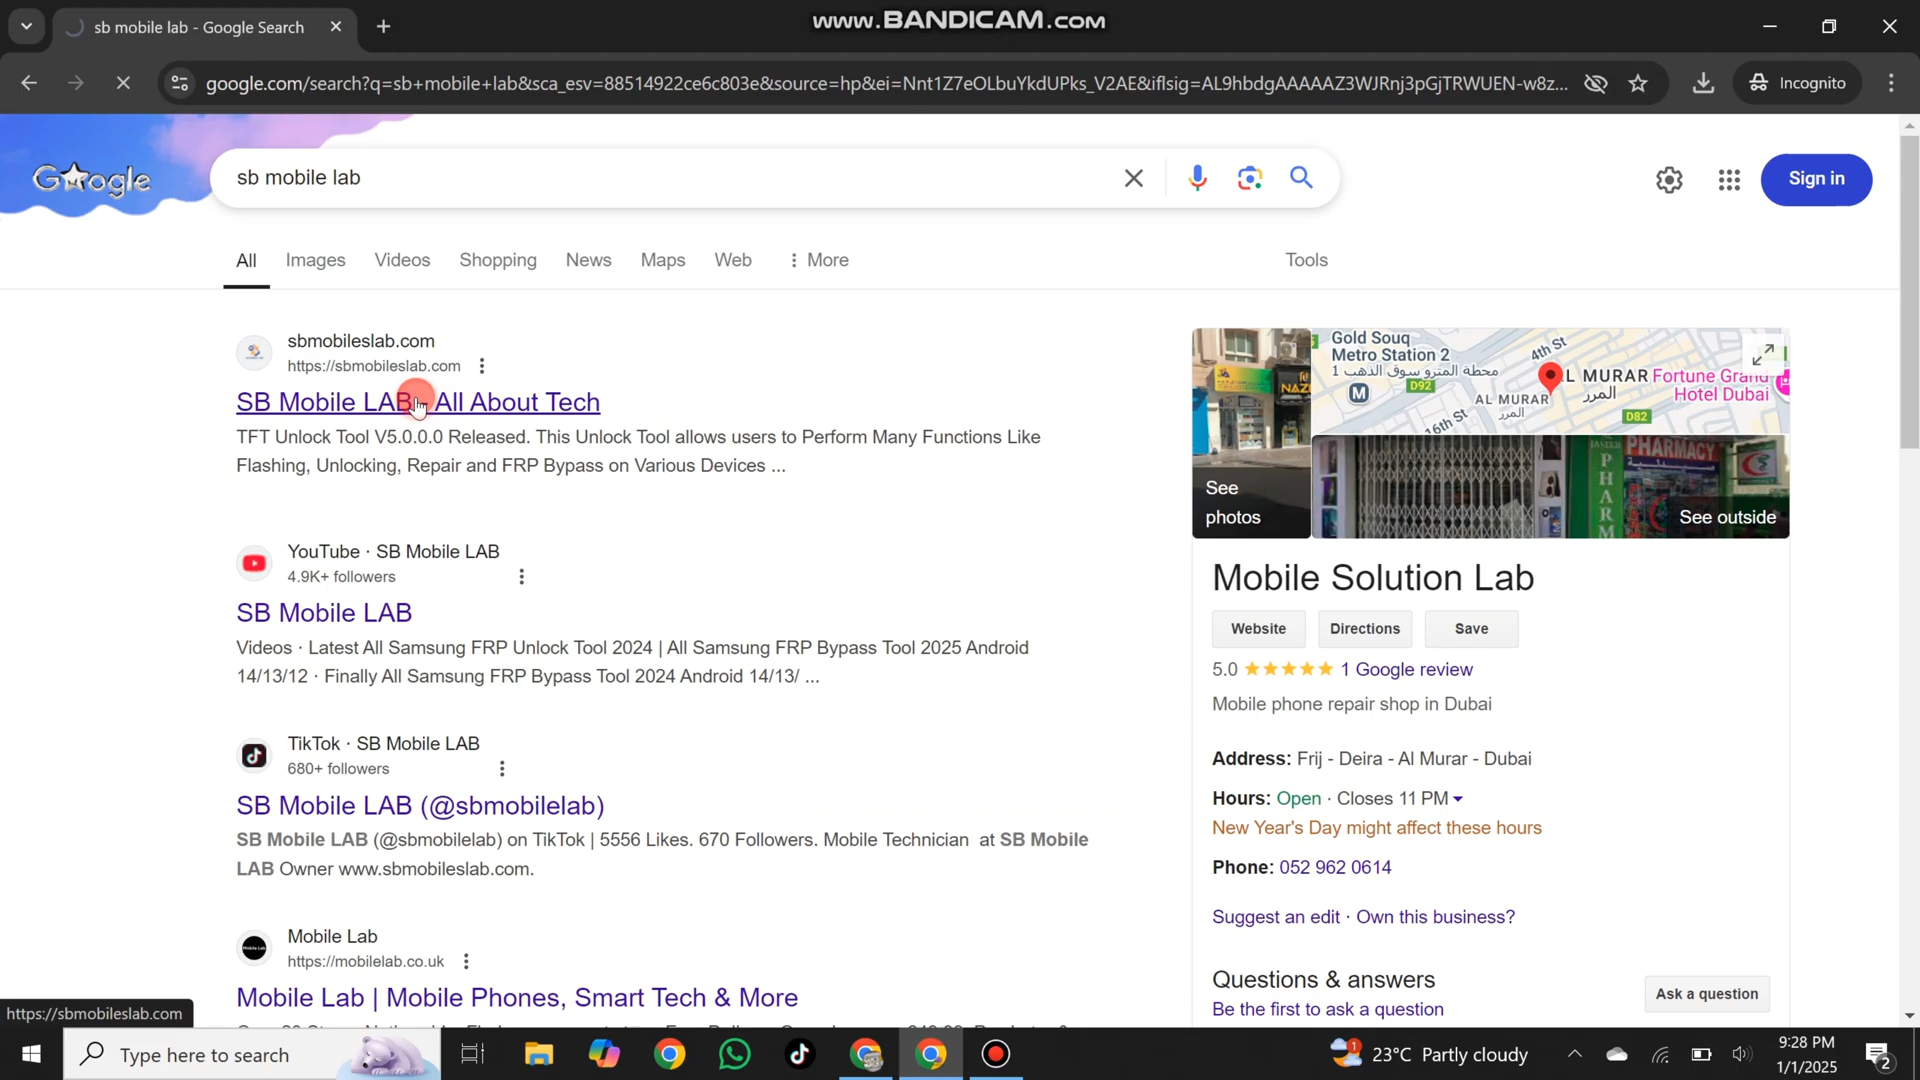 sb mobile lab - Google Search
www.BANDICAM.com
google.com/search?q=sb+mobile+lab&sca_esv=88514922ce6c803e&source=hp&ei=Nnt1Z7eOLbuYkdUPks_V2AE&iflsig=AL9hbdgAAAAAZ3WJRnj3pGjTRWUEN-w8z...
Incognito
Google
sb mobile lab
Sign in
All
Images
Videos
Shopping
News
Maps
Web
More
Tools
sbmobileslab.com
https://sbmobileslab.com
SB Mobile LAB - All About Tech
TFT Unlock Tool V5.0.0.0 Released. This Unlock Tool allows users to Perform Many Functions Like
Flashing, Unlocking, Repair and FRP Bypass on Various Devices ...
YouTube · SB Mobile LAB
4.9K+ followers
SB Mobile LAB
Videos · Latest All Samsung FRP Unlock Tool 2024 | All Samsung FRP Bypass Tool 2025 Android
14/13/12 · Finally All Samsung FRP Bypass Tool 2024 Android 14/13/ ...
TikTok · SB Mobile LAB
680+ followers
SB Mobile LAB (@sbmobilelab)
SB Mobile LAB (@sbmobilelab) on TikTok | 5556 Likes. 670 Followers. Mobile Technician at SB Mobile
LAB Owner www.sbmobileslab.com.
Mobile Lab
https://mobilelab.co.uk
Mobile Lab | Mobile Phones, Smart Tech & More
NAZ
See
photos
Gold Souq
Metro Station 2
محطة المترو سوق الذهب 1
M
D92
4th St
16th St
AL MURAR
المرر
L MURAR
المرر
Fortune Grand
Hotel Dubai
D82
PHARMACY
PHARM
See outside
Mobile Solution Lab
Website
Directions
Save
5.0
1 Google review
Mobile phone repair shop in Dubai
Address: Frij - Deira - Al Murar - Dubai
Hours: Open · Closes 11 PM
New Year's Day might affect these hours
Phone: 052 962 0614
Suggest an edit · Own this business?
Questions & answers
Be the first to ask a question
Ask a question
https://sbmobileslab.com
Type here to search
1
23°C Partly cloudy
9:28 PM
1/1/2025
2